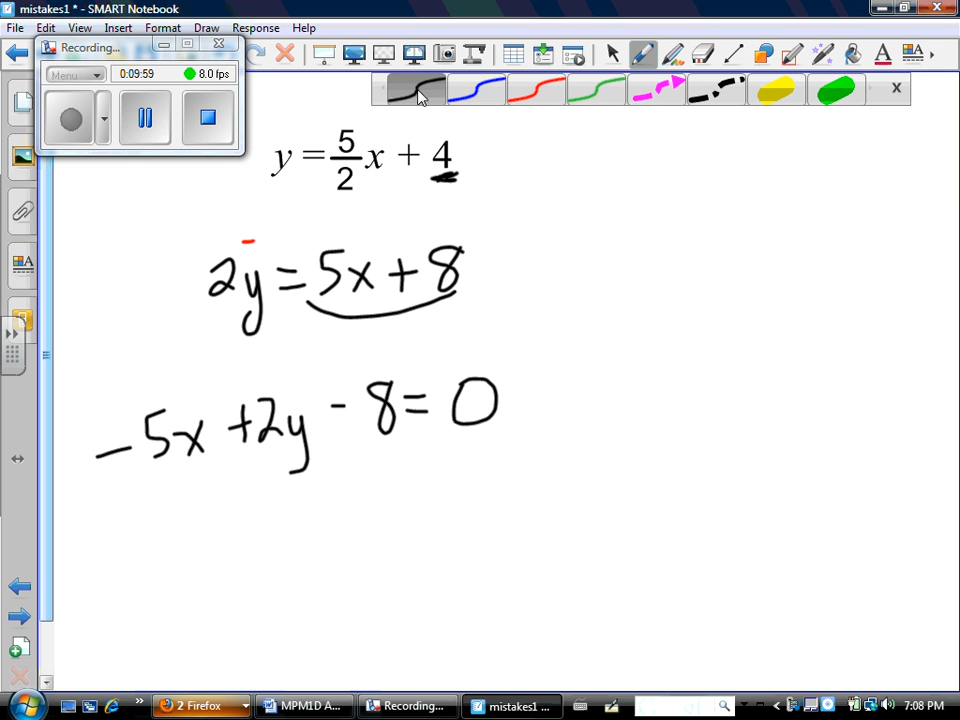 mistakes1 * - SMART Notebook
File Edit View Insert Format Draw Response Help
Recording...
Menu 0:09:59 8.0 fps
y = 5/2 x + 4
2y = 5x + 8
- 5x + 2y - 8 = 0
2 Firefox MPM1D A... Recording... mistakes1 *... 7:08 PM